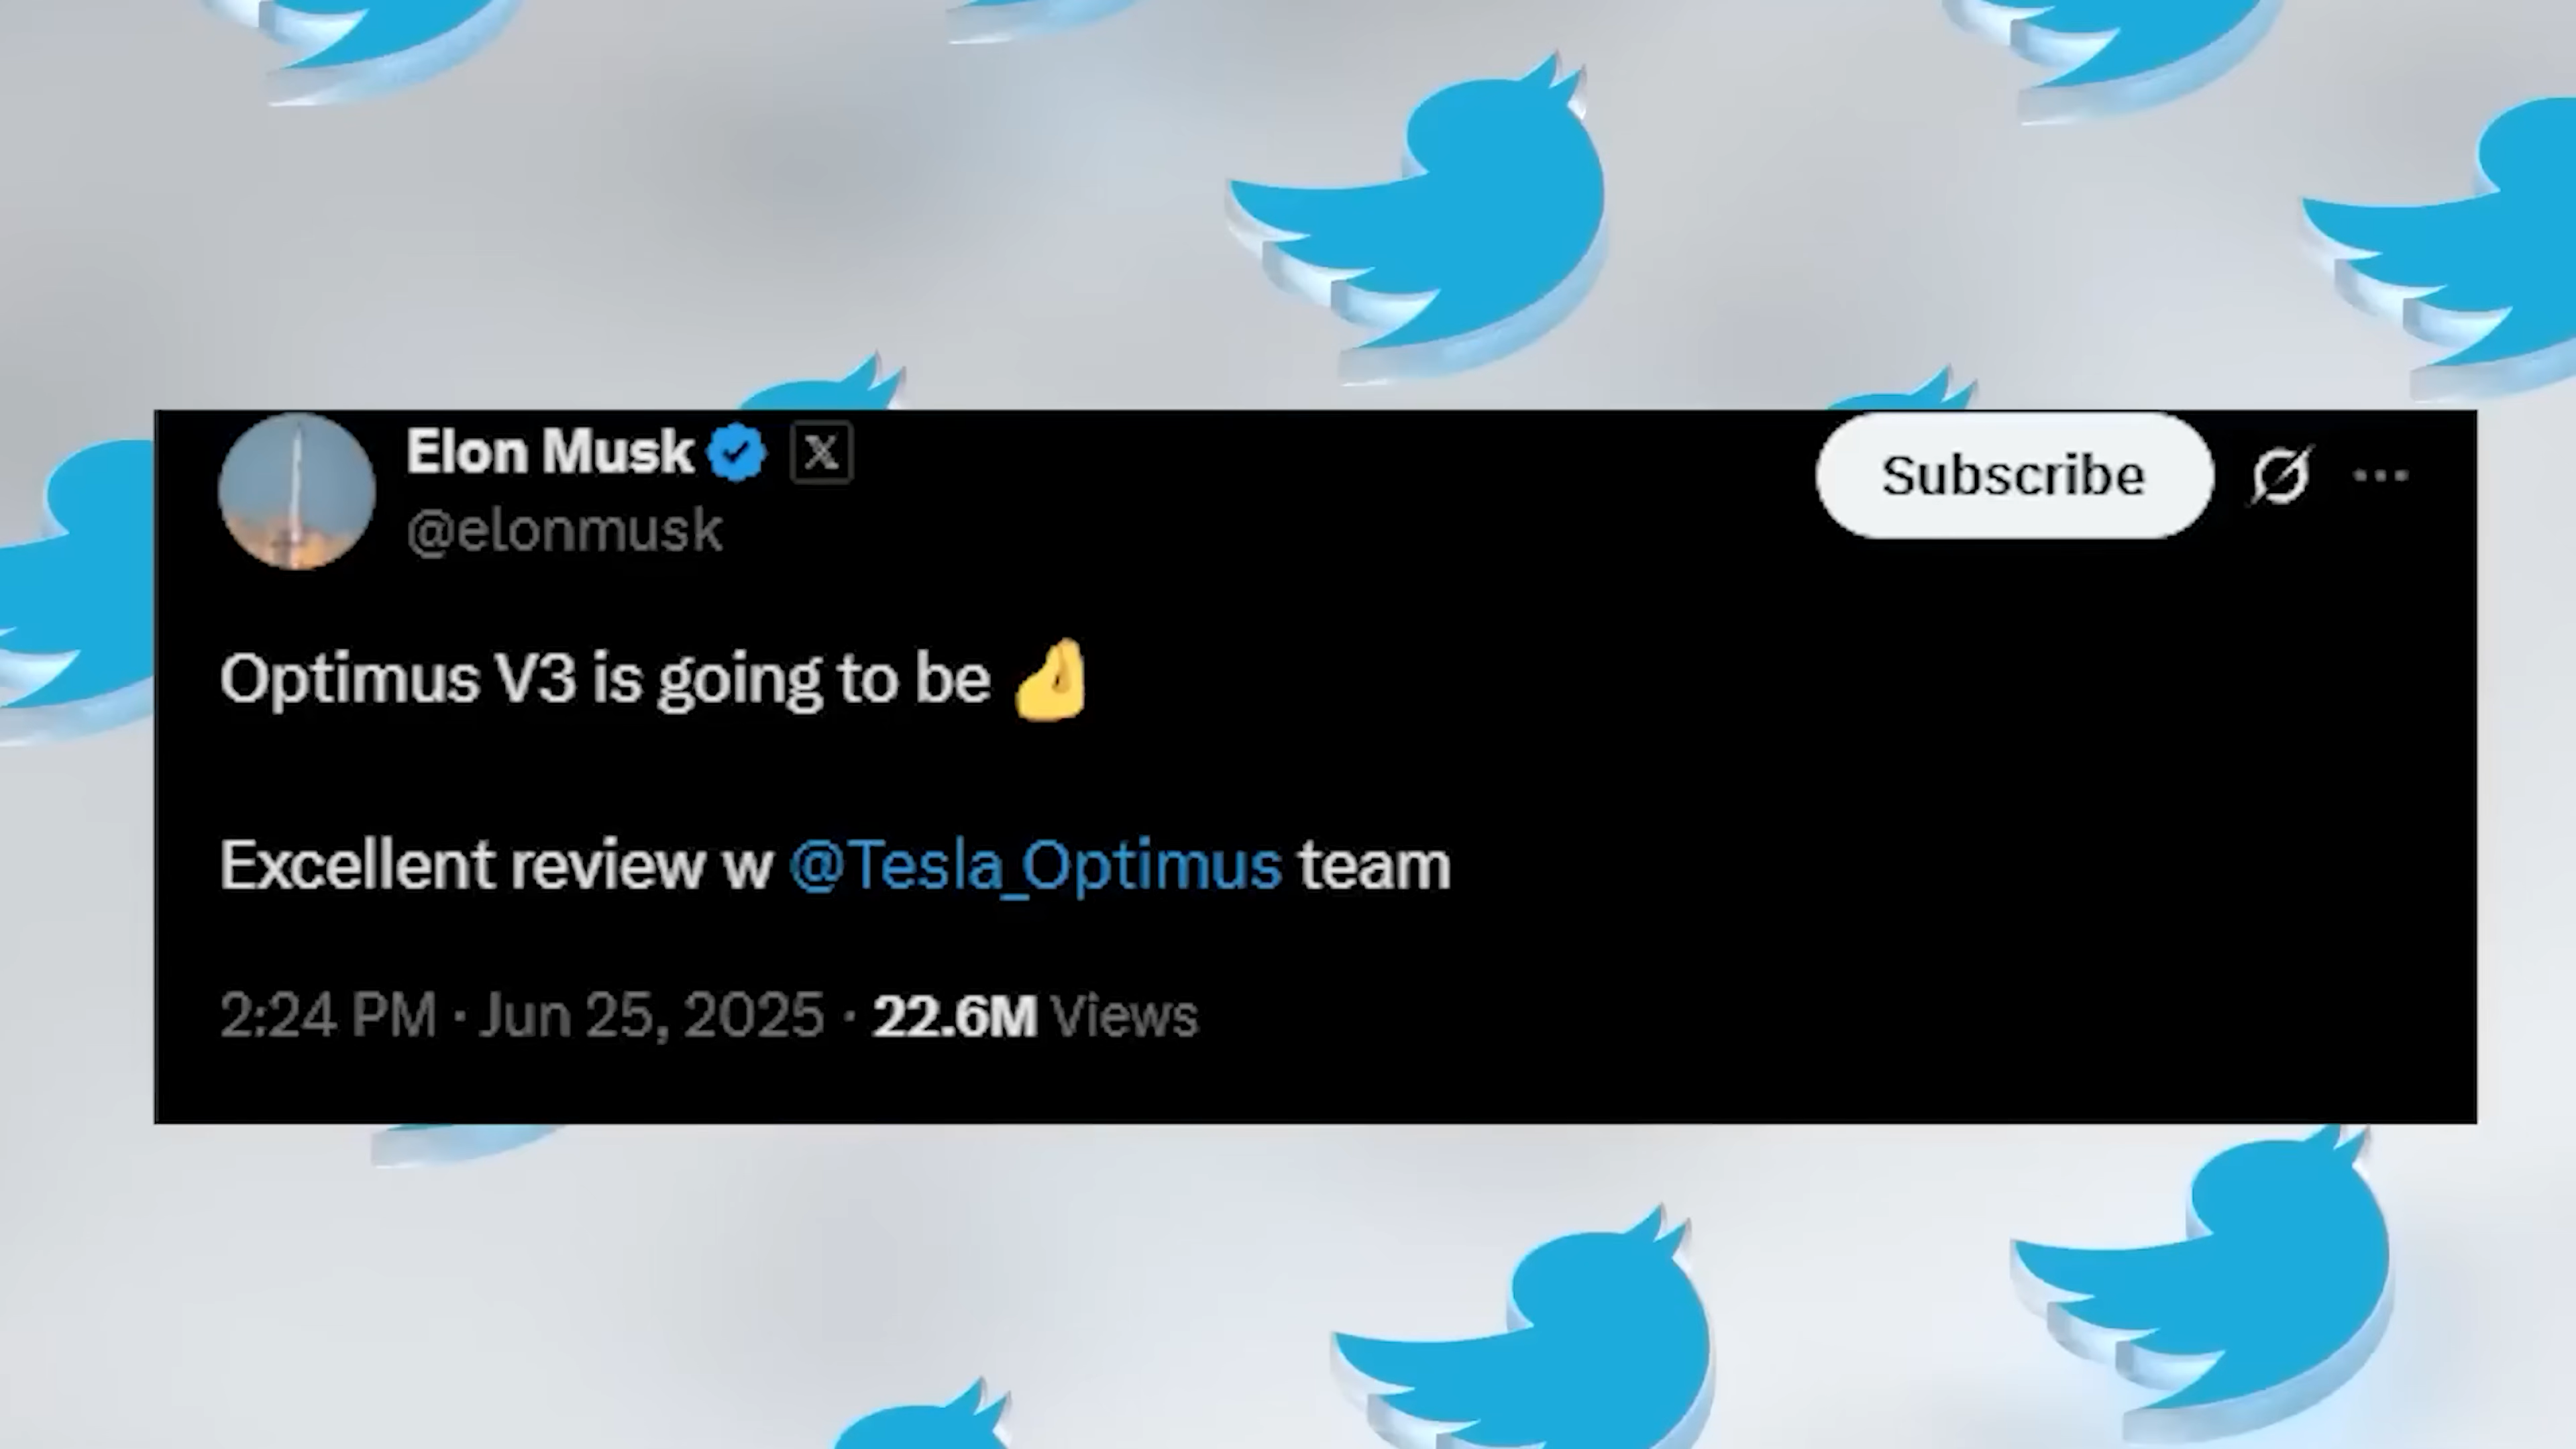 Elon Musk
@elonmusk
Subscribe
Optimus V3 is going to be 🤌
Excellent review w @Tesla_Optimus team
2:24 PM · Jun 25, 2025 · 22.6M Views